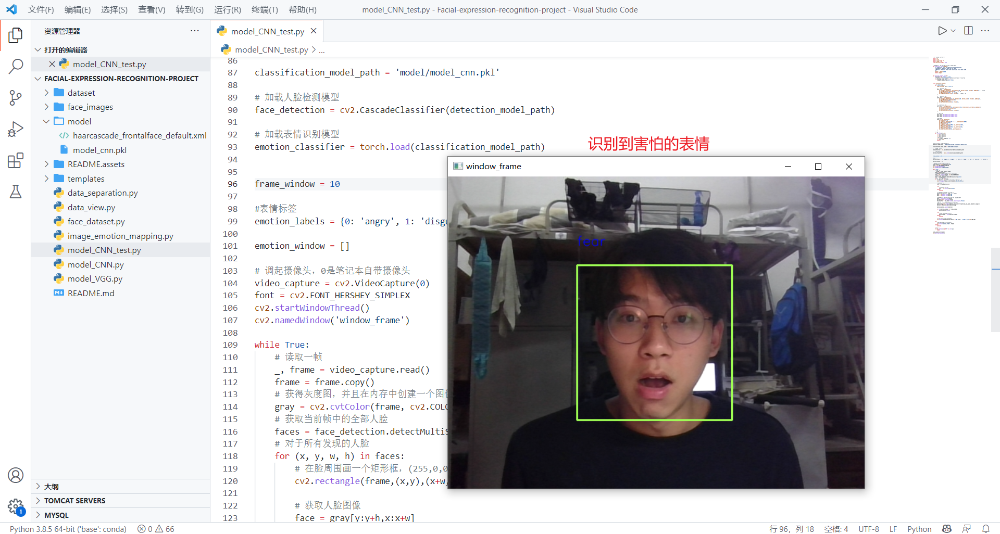 文件(F) 编辑(E) 选择(S) 查看(V) 转到(G) 运行(R) 终端(T) 帮助(H)
model_CNN_test.py - Facial-expression-recognition-project - Visual Studio Code
资源管理器
打开的编辑器
model_CNN_test.py
FACIAL-EXPRESSION-RECOGNITION-PROJECT
dataset
face_images
model
haarcascade_frontalface_default.xml
model_cnn.pkl
README.assets
templates
data_separation.py
data_view.py
face_dataset.py
image_emotion_mapping.py
model_CNN_test.py
model_CNN.py
model_VGG.py
README.md
大纲
TOMCAT SERVERS
MYSQL
1
model_CNN_test.py
model_CNN_test.py > ...
86
87 classification_model_path = 'model/model_cnn.pkl'
88
89 # 加载人脸检测模型
90 face_detection = cv2.CascadeClassifier(detection_model_path)
91
92 # 加载表情识别模型
93 emotion_classifier = torch.load(classification_model_path)
94
95
96 frame_window = 10
97
98 #表情标签
99 emotion_labels = {0: 'angry', 1: 'disgu
100
101 emotion_window = []
102
103 # 调起摄像头，0是笔记本自带摄像头
104 video_capture = cv2.VideoCapture(0)
105 font = cv2.FONT_HERSHEY_SIMPLEX
106 cv2.startWindowThread()
107 cv2.namedWindow('window_frame')
108
109 while True:
110 # 读取一帧
111 _, frame = video_capture.read()
112 frame = frame.copy()
113 # 获得灰度图，并且在内存中创建一个图像
114 gray = cv2.cvtColor(frame, cv2.COLO
115 # 获取当前帧中的全部人脸
116 faces = face_detection.detectMultiS
117 # 对于所有发现的人脸
118 for (x, y, w, h) in faces:
119 # 在脸周围画一个矩形框，(255,0,0
120 cv2.rectangle(frame,(x,y),(x+w,
121
122 # 获取人脸图像
123 face = gray[y:y+h,x:x+w]
识别到害怕的表情
window_frame
fear
Python 3.8.5 64-bit ('base': conda) 0 66
行 96，列 18 空格: 4 UTF-8 LF Python